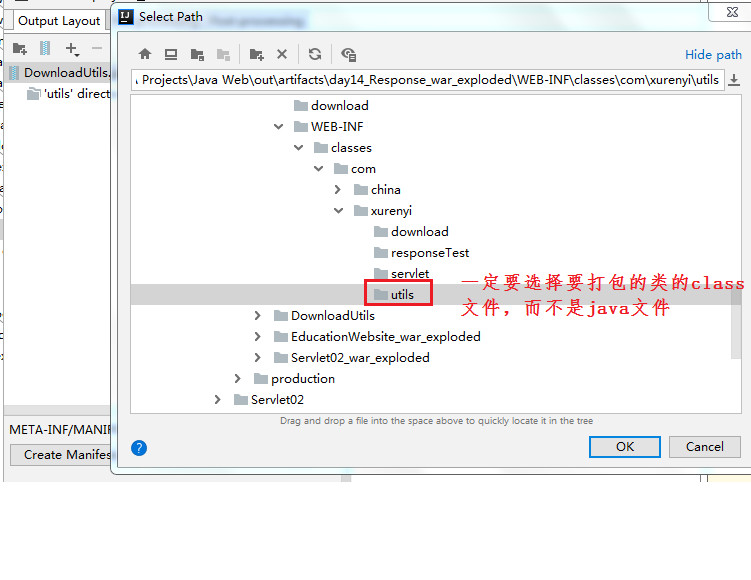 Select Path
Output Layout
Hide path
Projects\Java Web\out\artifacts\day14_Response_war_exploded\WEB-INF\classes\com\xurenyi\utils
DownloadUtils.
'utils' direct
download
WEB-INF
classes
com
china
xurenyi
download
responseTest
servlet
utils
一定要选择要打包的类的class
文件，而不是java文件
DownloadUtils
EducationWebsite_war_exploded
Servlet02_war_exploded
production
Servlet02
Drag and drop a file into the space above to quickly locate it in the tree
META-INF/MANIF
Create Manifes
?
OK
Cancel